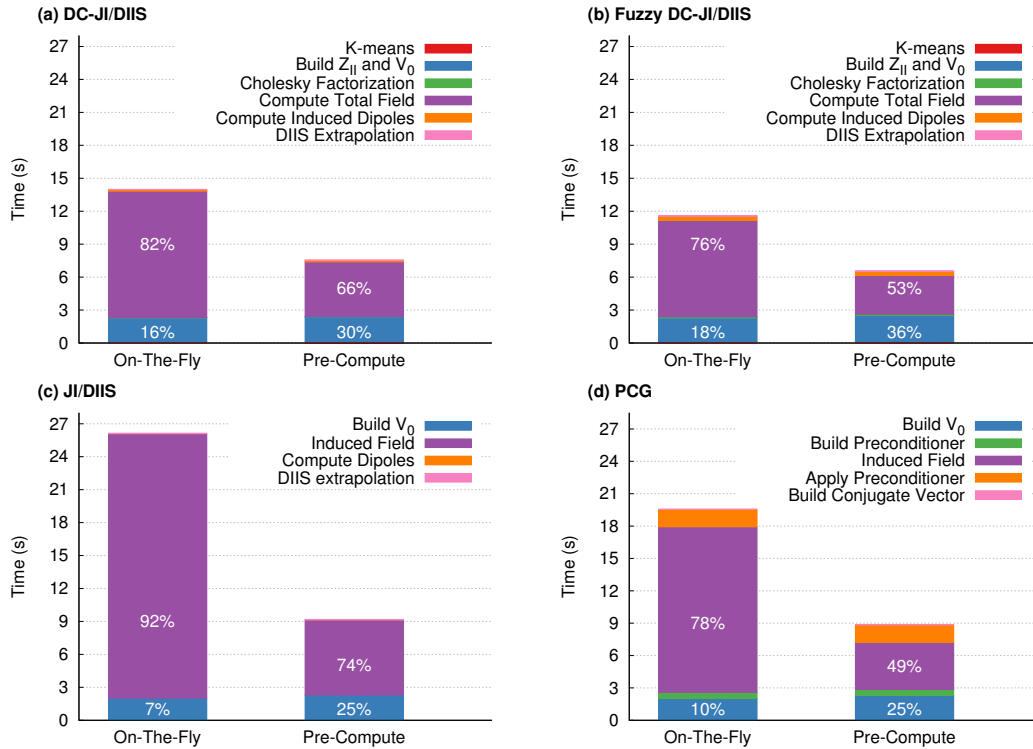 (a) DC-JI/DIIS
27
24
21
18
15
12
9
6
3
0
Time (s)
K-means
Build Z_II and V_0
Cholesky Factorization
Compute Total Field
Compute Induced Dipoles
DIIS Extrapolation
82%
16%
66%
30%
On-The-Fly
Pre-Compute
(b) Fuzzy DC-JI/DIIS
27
24
21
18
15
12
9
6
3
0
Time (s)
K-means
Build Z_II and V_0
Cholesky Factorization
Compute Total Field
Compute Induced Dipoles
DIIS Extrapolation
76%
18%
53%
36%
On-The-Fly
Pre-Compute
(c) JI/DIIS
27
24
21
18
15
12
9
6
3
0
Time (s)
Build V_0
Induced Field
Compute Dipoles
DIIS extrapolation
92%
7%
74%
25%
On-The-Fly
Pre-Compute
(d) PCG
27
24
21
18
15
12
9
6
3
0
Time (s)
Build V_0
Build Preconditioner
Induced Field
Apply Preconditioner
Build Conjugate Vector
78%
10%
49%
25%
On-The-Fly
Pre-Compute